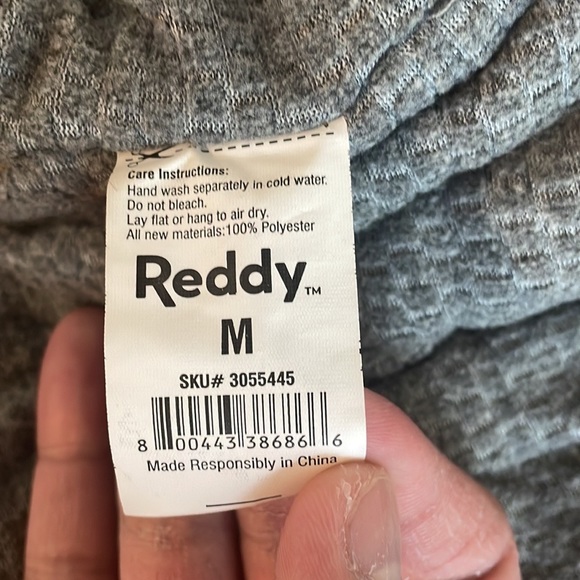 Care Instructions:
Hand wash separately in cold water.
Do not bleach.
Lay flat or hang to air dry.
All new materials:100% Polyester
Reddy™
M
SKU# 3055445
8 00443 38686 6
Made Responsibly in China